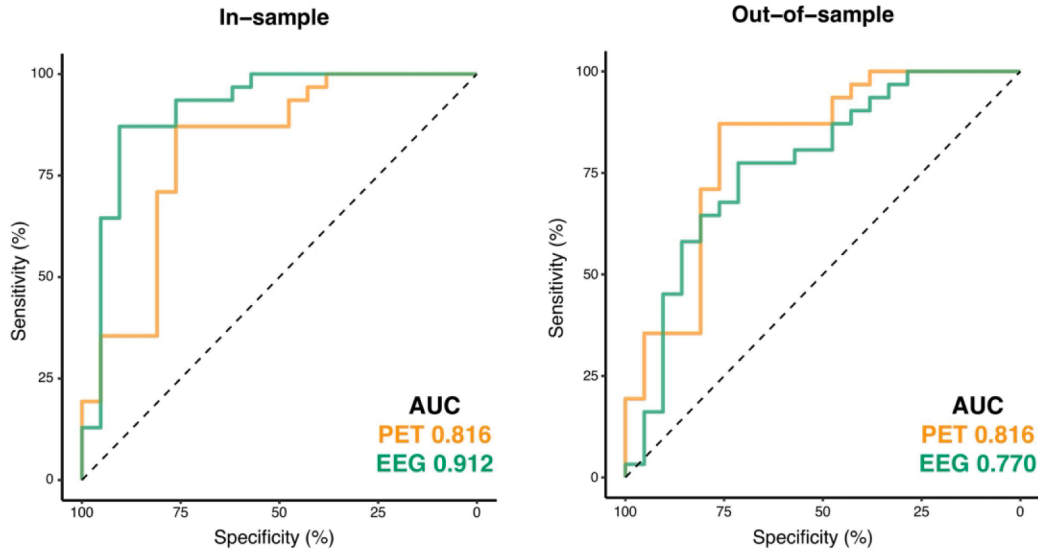 In−sample
100
75
50
25
0
Sensitivity (%)
AUC
PET 0.816
EEG 0.912
100
75
50
25
0
Specificity (%)
Out−of−sample
100
75
50
25
0
Sensitivity (%)
AUC
PET 0.816
EEG 0.770
100
75
50
25
0
Specificity (%)